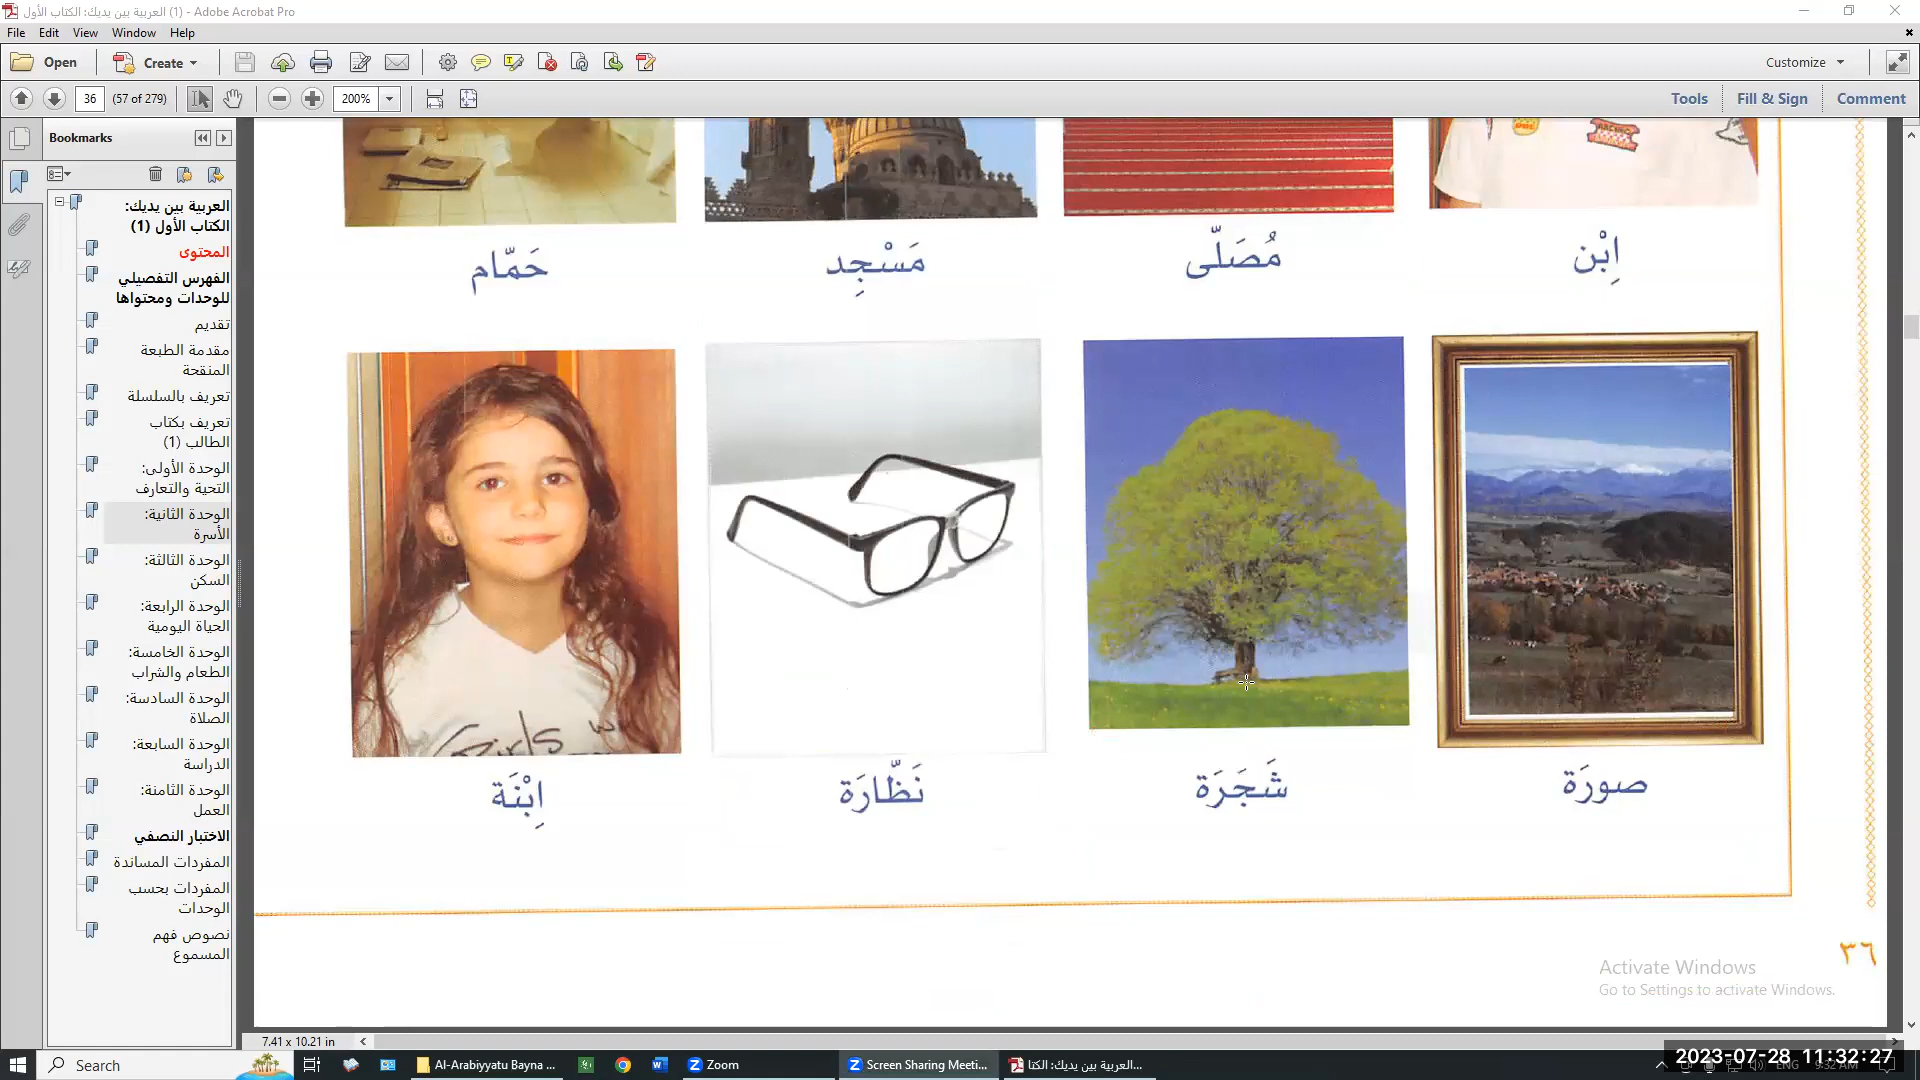 العربية بين يديك: الكتاب الأول (1) - Adobe Acrobat Pro
File Edit View Window Help
Open Create Customize
36 (57 of 279) 200% Tools Fill & Sign Comment
Bookmarks
العربية بين يديك:
الكتاب الأول (1)
المحتوى
الفهرس التفصيلي
للوحدات ومحتواها
تقديم
مقدمة الطبعة
المنقحة
تعريف بالسلسلة
تعريف بكتاب
الطالب (1)
الوحدة الأولى:
التحية والتعارف
الوحدة الثانية:
الأسرة
الوحدة الثالثة:
السكن
الوحدة الرابعة:
الحياة اليومية
الوحدة الخامسة:
الطعام والشراب
الوحدة السادسة:
الصلاة
الوحدة السابعة:
الدراسة
الوحدة الثامنة:
العمل
الاختبار النصفي
المفردات المساندة
المفردات بحسب
الوحدات
نصوص فهم
المسموع
اِبْن مُصَلّى مَسْجِد حَمّام
Girls
صورَة شَجَرَة نَظّارَة اِبْنَة
٣٦
Activate Windows
Go to Settings to activate Windows.
7.41 x 10.21 in
Search Al-Arabiyyatu Bayna ... Zoom Screen Sharing Meeti... العربية بين يديك: الكتا... ENG 9:32 AM
2023-07-28 11:32:27